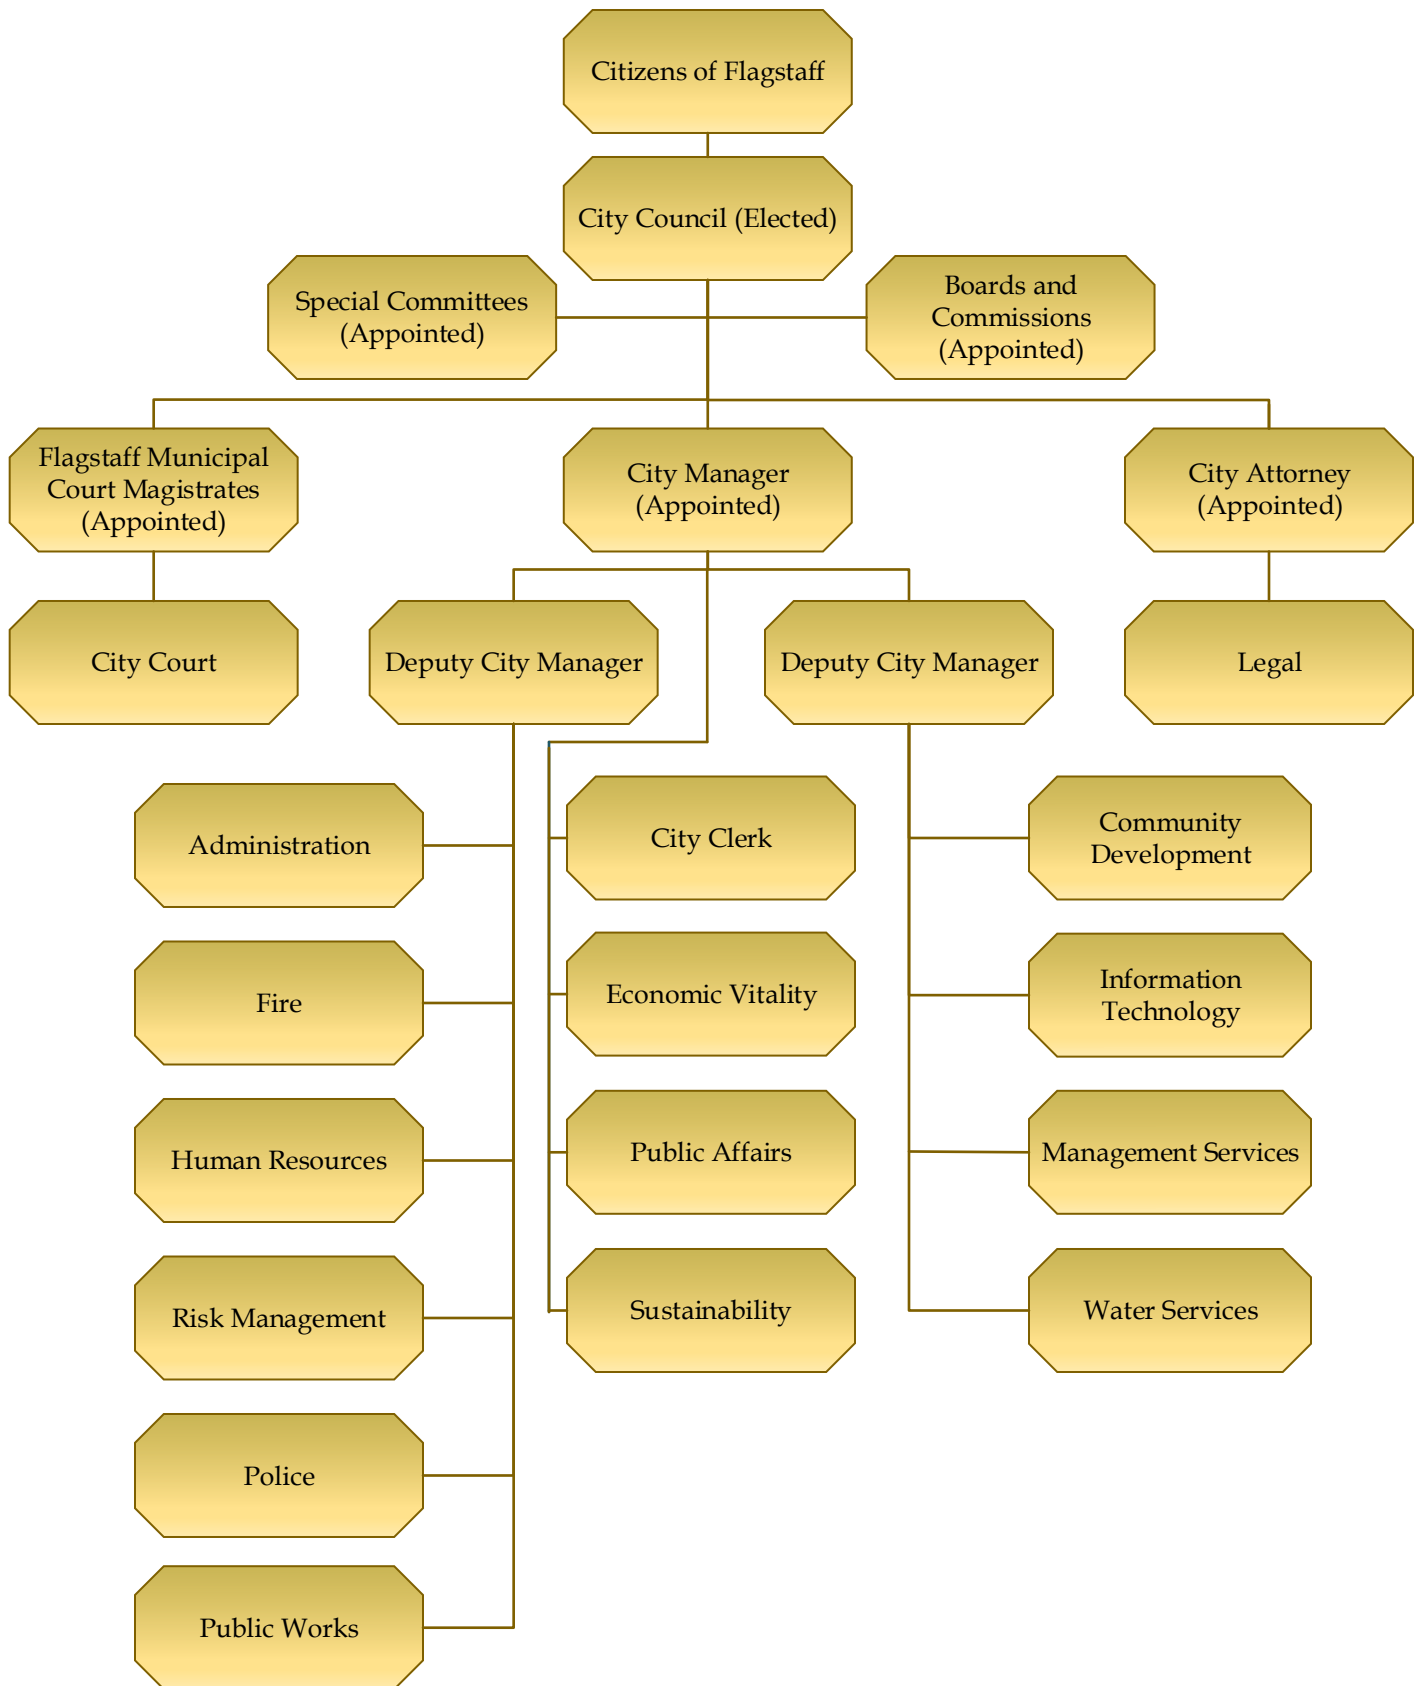 Citizens of Flagstaff
City Council (Elected)
Special Committees
(Appointed)
Boards and
Commissions
(Appointed)
Flagstaff Municipal
Court Magistrates
(Appointed)
City Manager
(Appointed)
City Attorney
(Appointed)
City Court
Deputy City Manager
Deputy City Manager
Legal
Administration
Fire
Human Resources
Risk Management
Police
Public Works
City Clerk
Economic Vitality
Public Affairs
Sustainability
Community
Development
Information
Technology
Management Services
Water Services